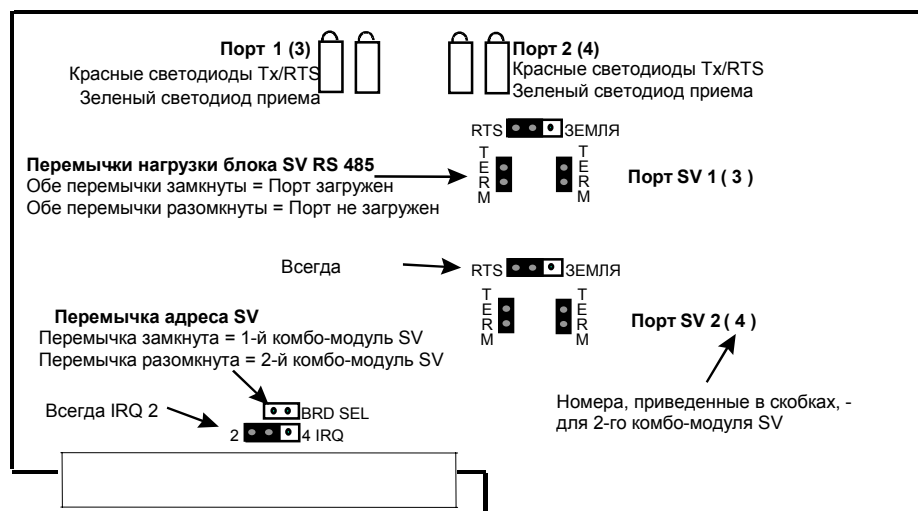 Порт 1 (3)
Красные светодиоды Tx/RTS
Зеленый светодиод приема
Порт 2 (4)
Красные светодиоды Tx/RTS
Зеленый светодиод приема
RTS ЗЕМЛЯ
Перемычки нагрузки блока SV RS 485
Обе перемычки замкнуты = Порт загружен
Обе перемычки разомкнуты = Порт не загружен
TERM
TERM
Порт SV 1 ( 3 )
Всегда
RTS ЗЕМЛЯ
TERM
TERM
Порт SV 2 ( 4 )
Перемычка адреса SV
Перемычка замкнута = 1-й комбо-модуль SV
Перемычка разомкнута = 2-й комбо-модуль SV
Всегда IRQ 2
BRD SEL
2 4 IRQ
Номера, приведенные в скобках, -
для 2-го комбо-модуля SV